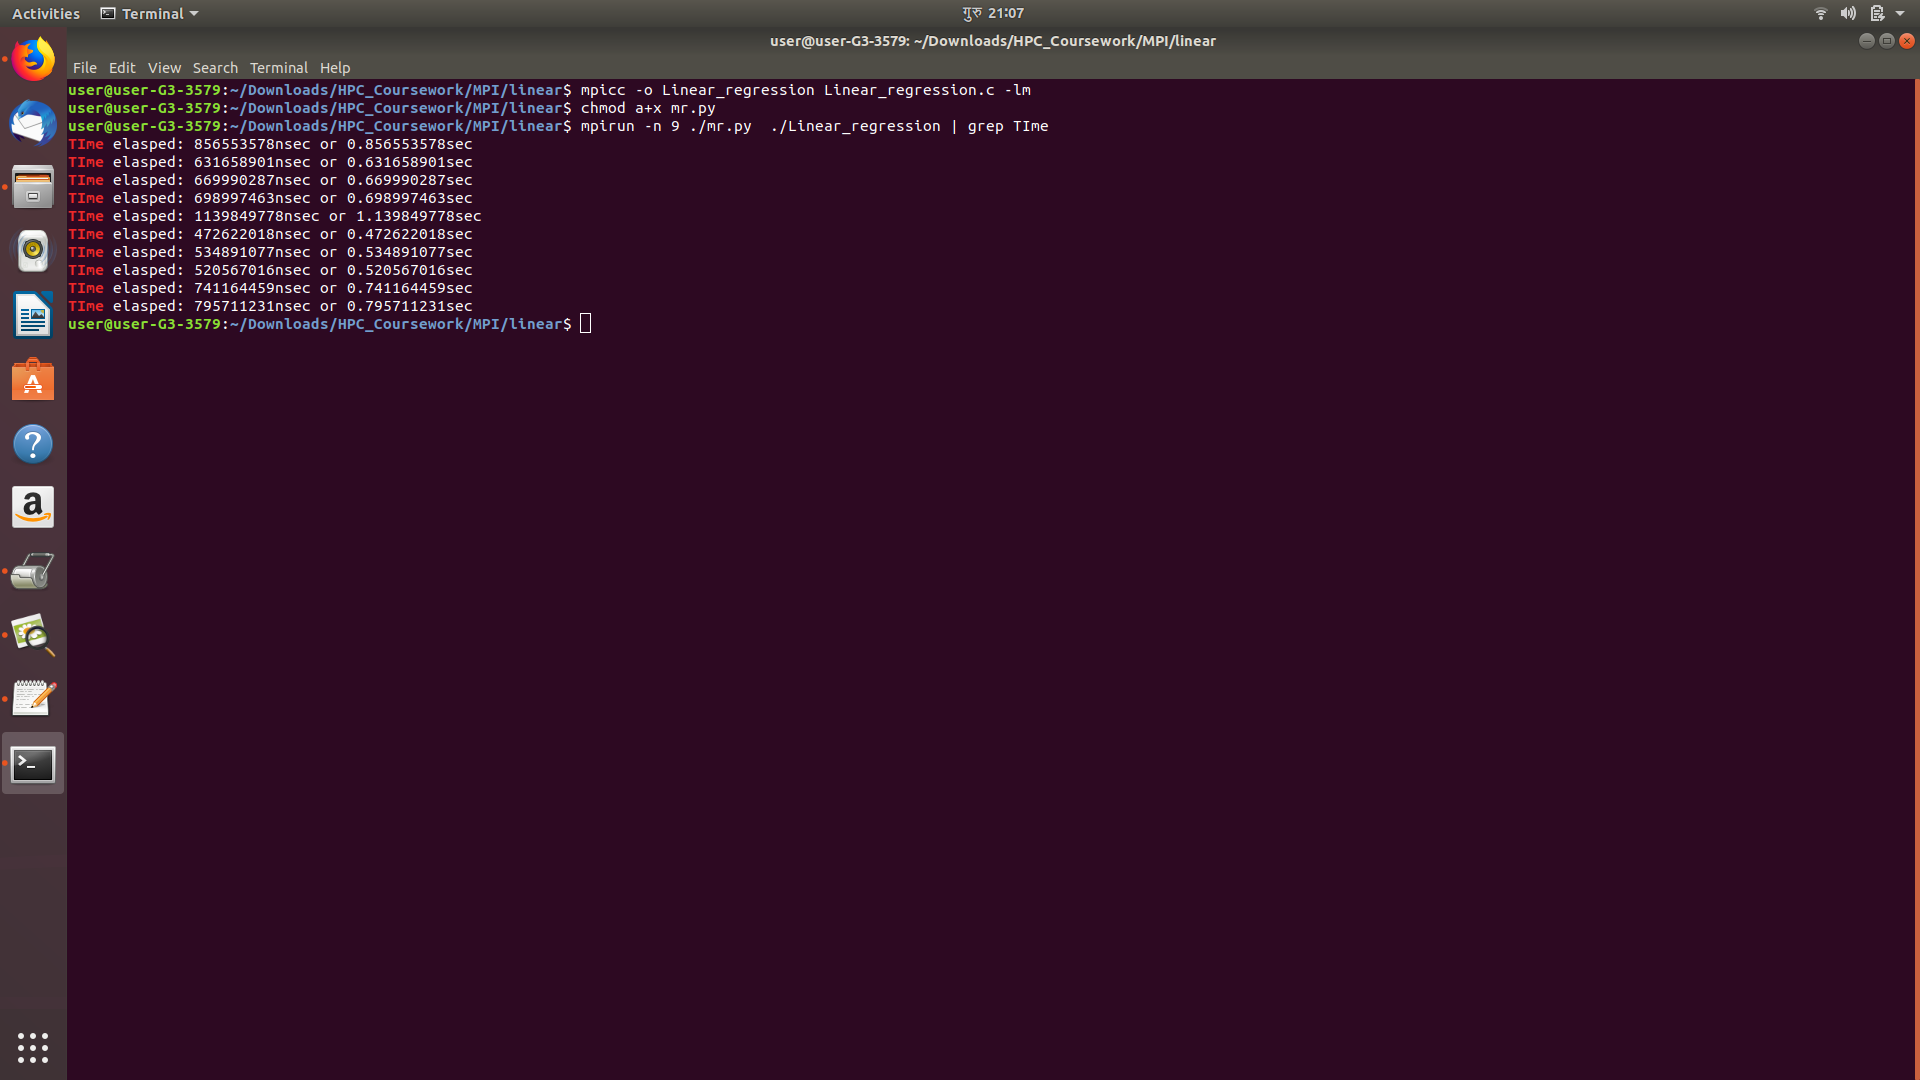 Activities Terminal गुरु 21:07
user@user-G3-3579: ~/Downloads/HPC_Coursework/MPI/linear
File Edit View Search Terminal Help
user@user-G3-3579:~/Downloads/HPC_Coursework/MPI/linear$ mpicc -o Linear_regression Linear_regression.c -lm
user@user-G3-3579:~/Downloads/HPC_Coursework/MPI/linear$ chmod a+x mr.py
user@user-G3-3579:~/Downloads/HPC_Coursework/MPI/linear$ mpirun -n 9 ./mr.py  ./Linear_regression | grep TIme
TIme elasped: 856553578nsec or 0.856553578sec
TIme elasped: 631658901nsec or 0.631658901sec
TIme elasped: 669990287nsec or 0.669990287sec
TIme elasped: 698997463nsec or 0.698997463sec
TIme elasped: 1139849778nsec or 1.139849778sec
TIme elasped: 472622018nsec or 0.472622018sec
TIme elasped: 534891077nsec or 0.534891077sec
TIme elasped: 520567016nsec or 0.520567016sec
TIme elasped: 741164459nsec or 0.741164459sec
TIme elasped: 795711231nsec or 0.795711231sec
user@user-G3-3579:~/Downloads/HPC_Coursework/MPI/linear$